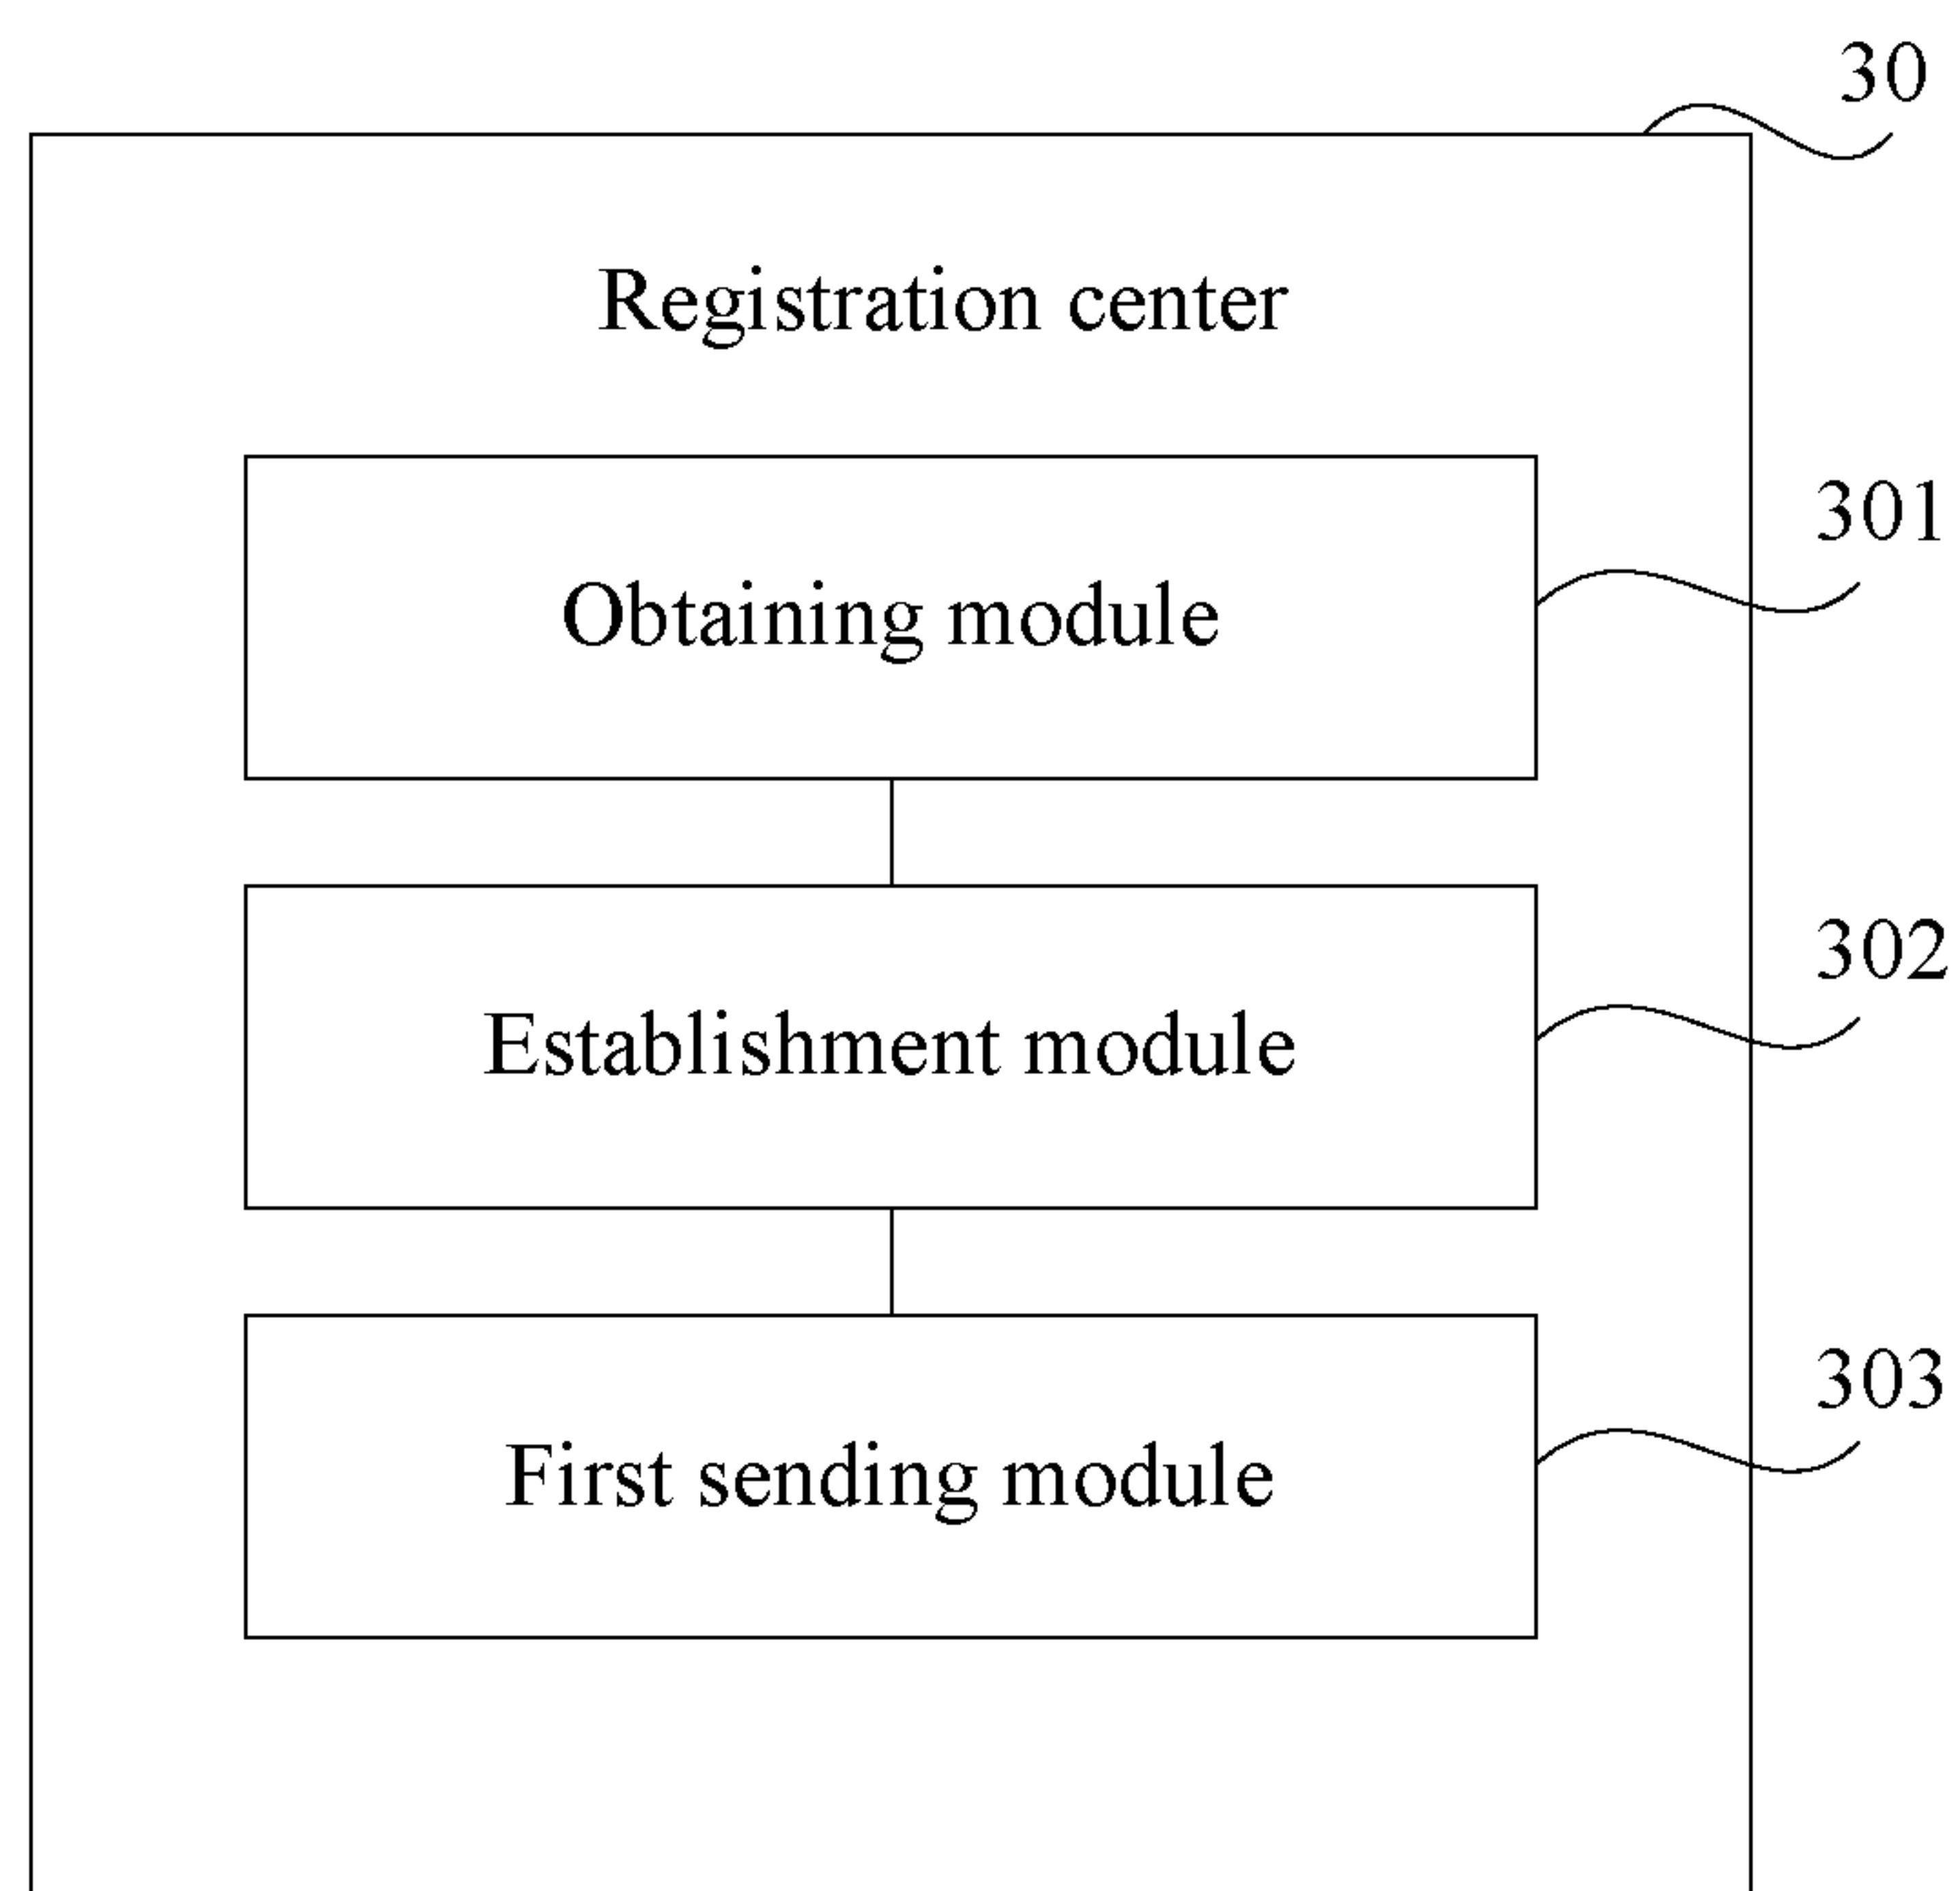 30
Registration center
301
Obtaining module
302
Establishment module
303
First sending module